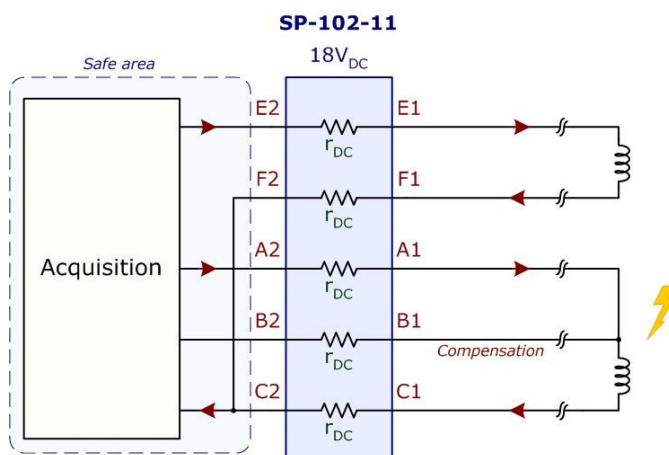 SP-102-11
Safe area
18VDC
E2
E1
rDC
F2
F1
rDC
Acquisition
A2
A1
rDC
B2
B1
Compensation
rDC
C2
C1
rDC